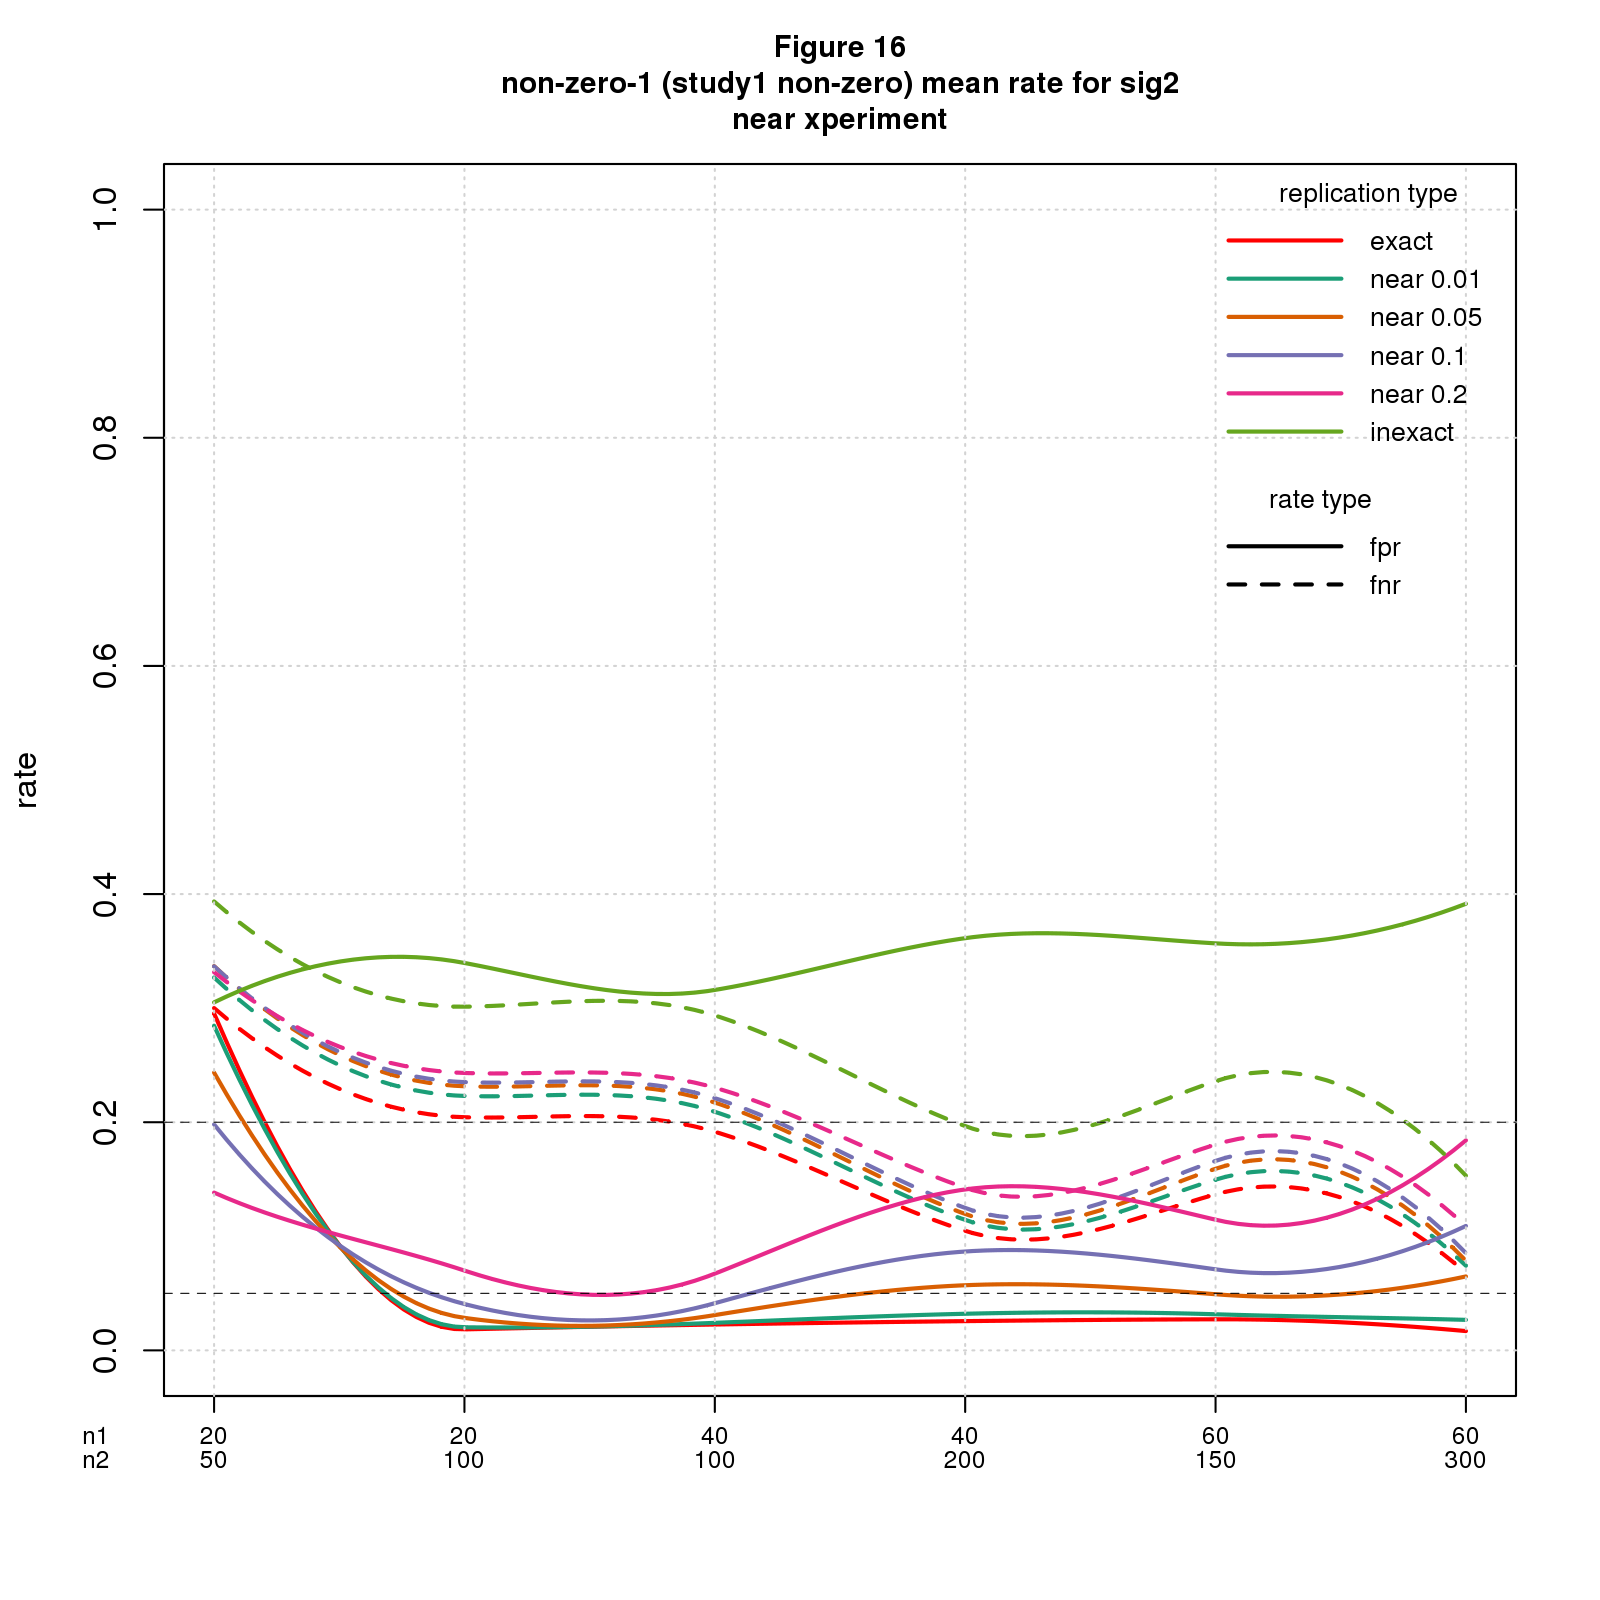 Figure 16
non-zero-1 (study1 non-zero) mean rate for sig2
near xperiment
replication type
exact
near 0.01
near 0.05
near 0.1
near 0.2
inexact
rate type
fpr
fnr
rate
1.0
0.8
0.6
0.4
0.2
0.0
n1 20 20 40 40 60 60
n2 50 100 100 200 150 300